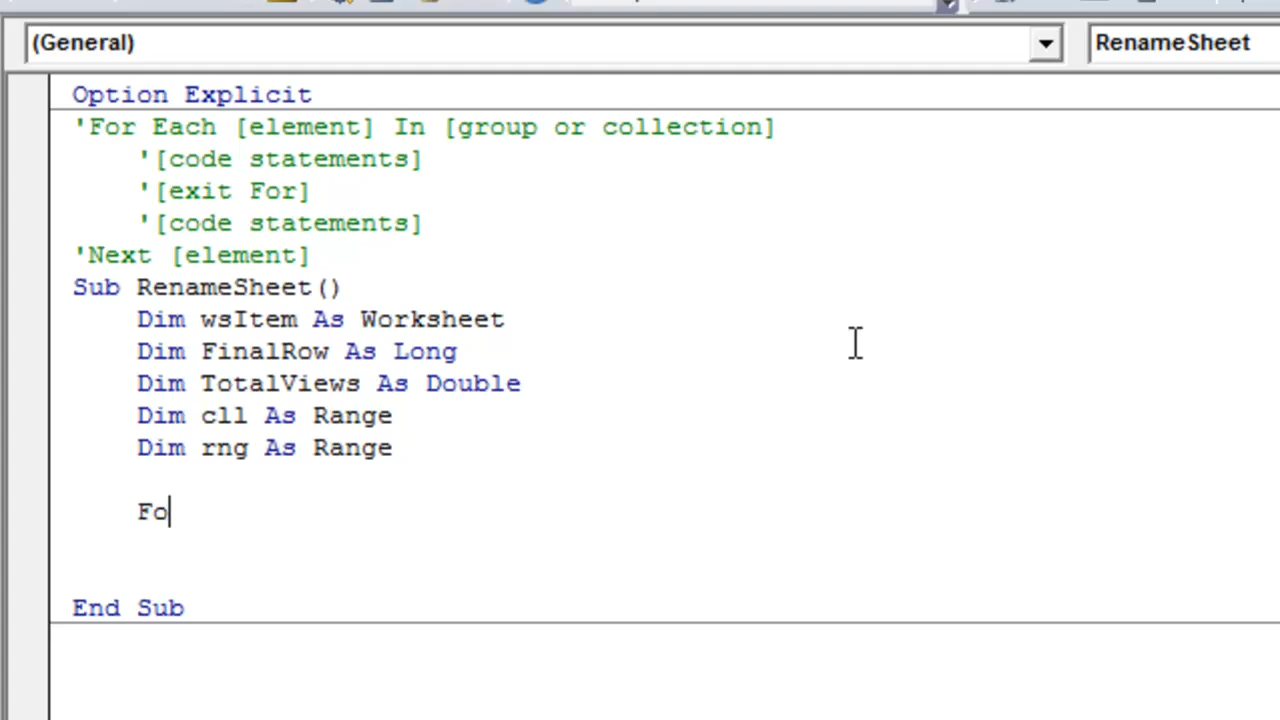 (General)
RenameSheet
Option Explicit
'For Each [element] In [group or collection]
'[code statements]
'[exit For]
'[code statements]
'Next [element]
Sub RenameSheet()
Dim wsItem As Worksheet
Dim FinalRow As Long
Dim TotalViews As Double
Dim cll As Range
Dim rng As Range
Fo
End Sub